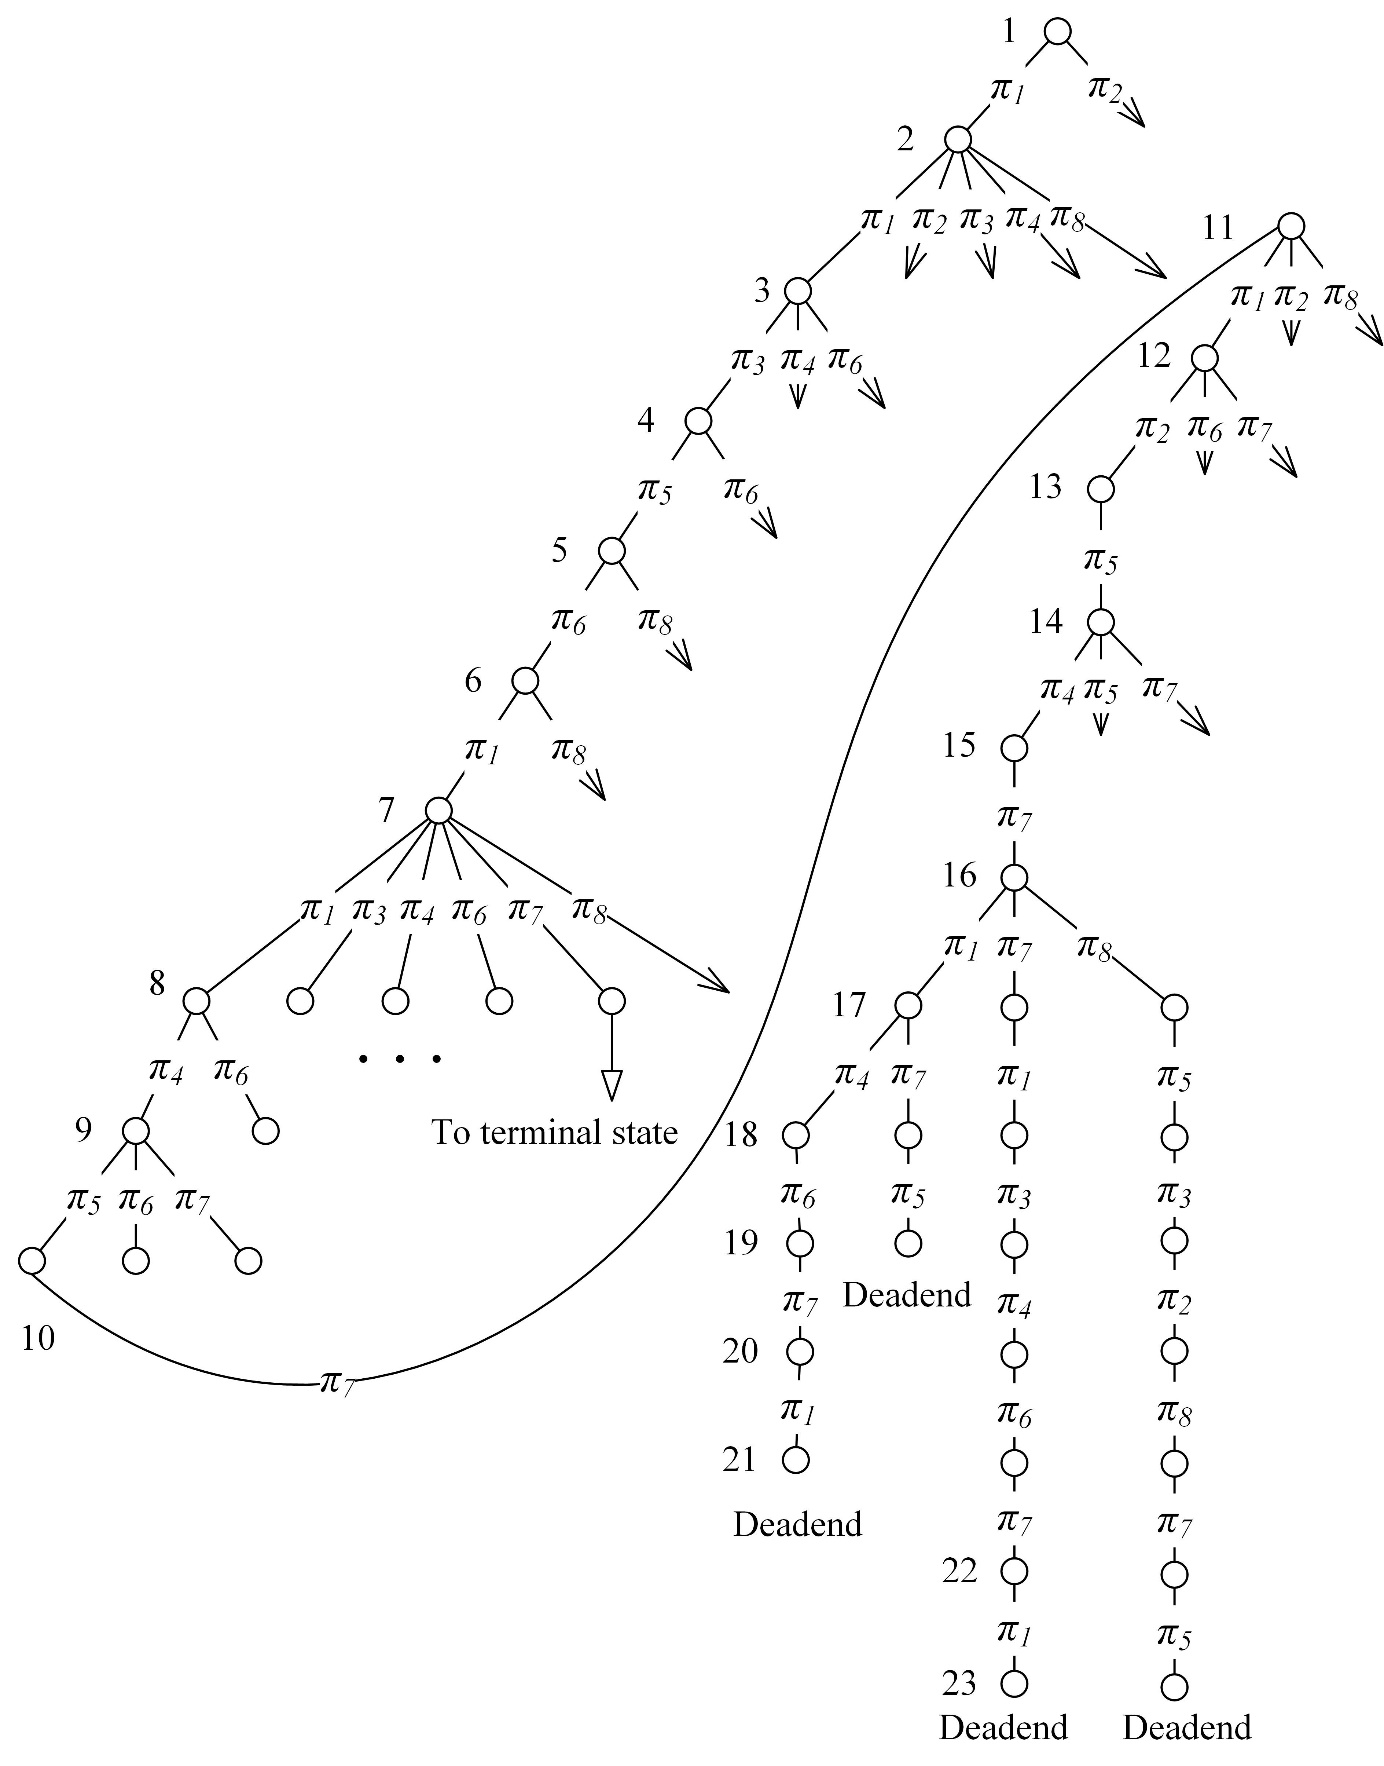 1
π1 π2
2
π1 π2 π3 π4 π8
11
3
π1 π2 π8
12
π3 π4 π6
4
π2 π6 π7
13
π5 π6
5
π5
14
π6 π8
6
π4 π5 π7
15
π1 π8
7
π7
16
π1 π3 π4 π6 π7 π8
π1 π7 π8
8
17
. . .
π4 π6
π4 π7 π1 π5
9
To terminal state
18
π5 π6 π7
π6 π5 π3 π3
19
Deadend
π7 π4 π2
10
20
π7
π1 π6 π8
21
Deadend
π7 π7
22
π1 π5
23
Deadend
Deadend